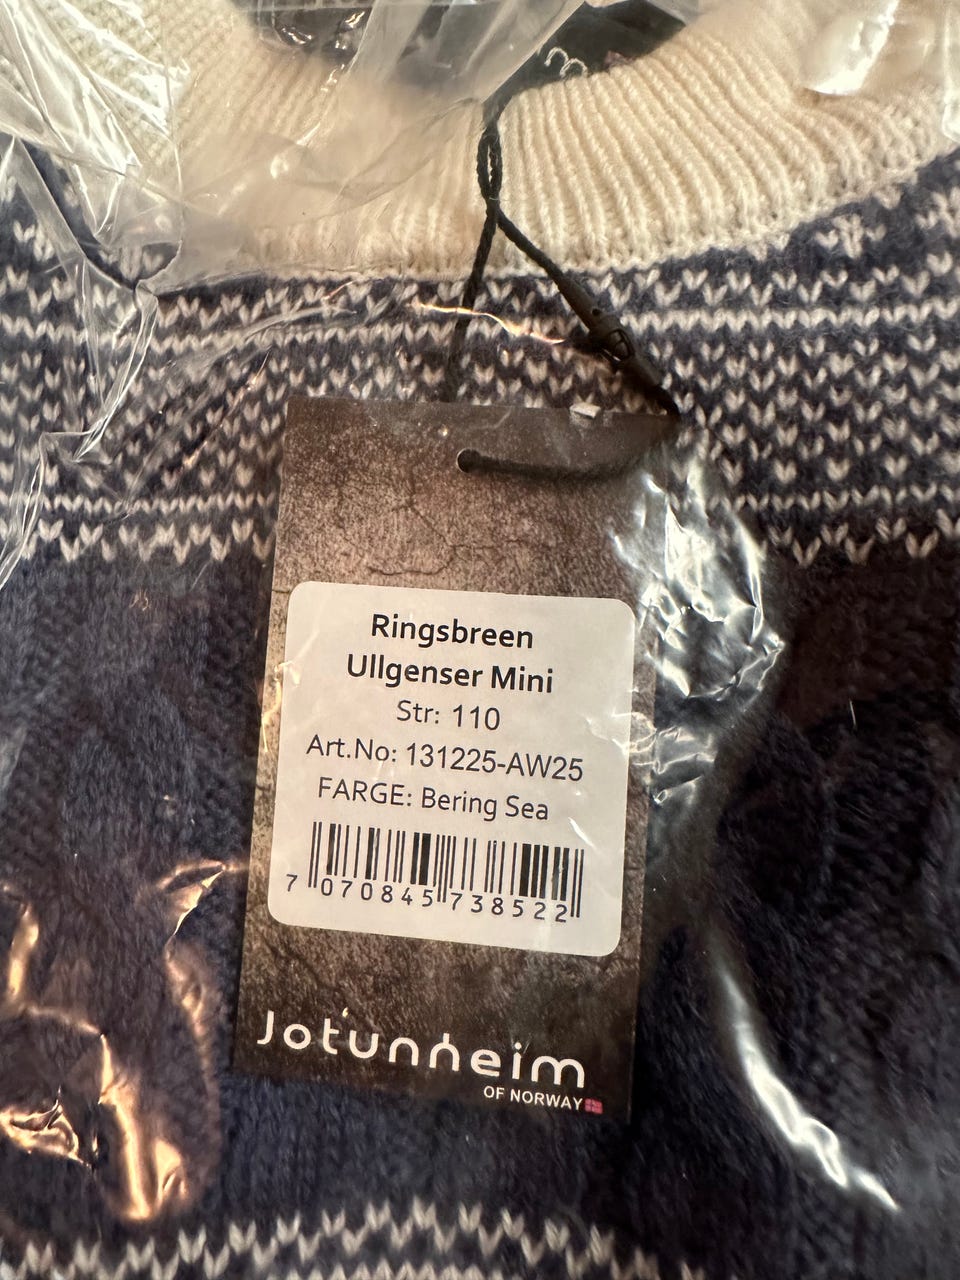 Ringsbreen
Ullgenser Mini
Str: 110
Art.No: 131225-AW25
FARGE: Bering Sea
7 070845 738522
Jotunheim
OF NORWAY